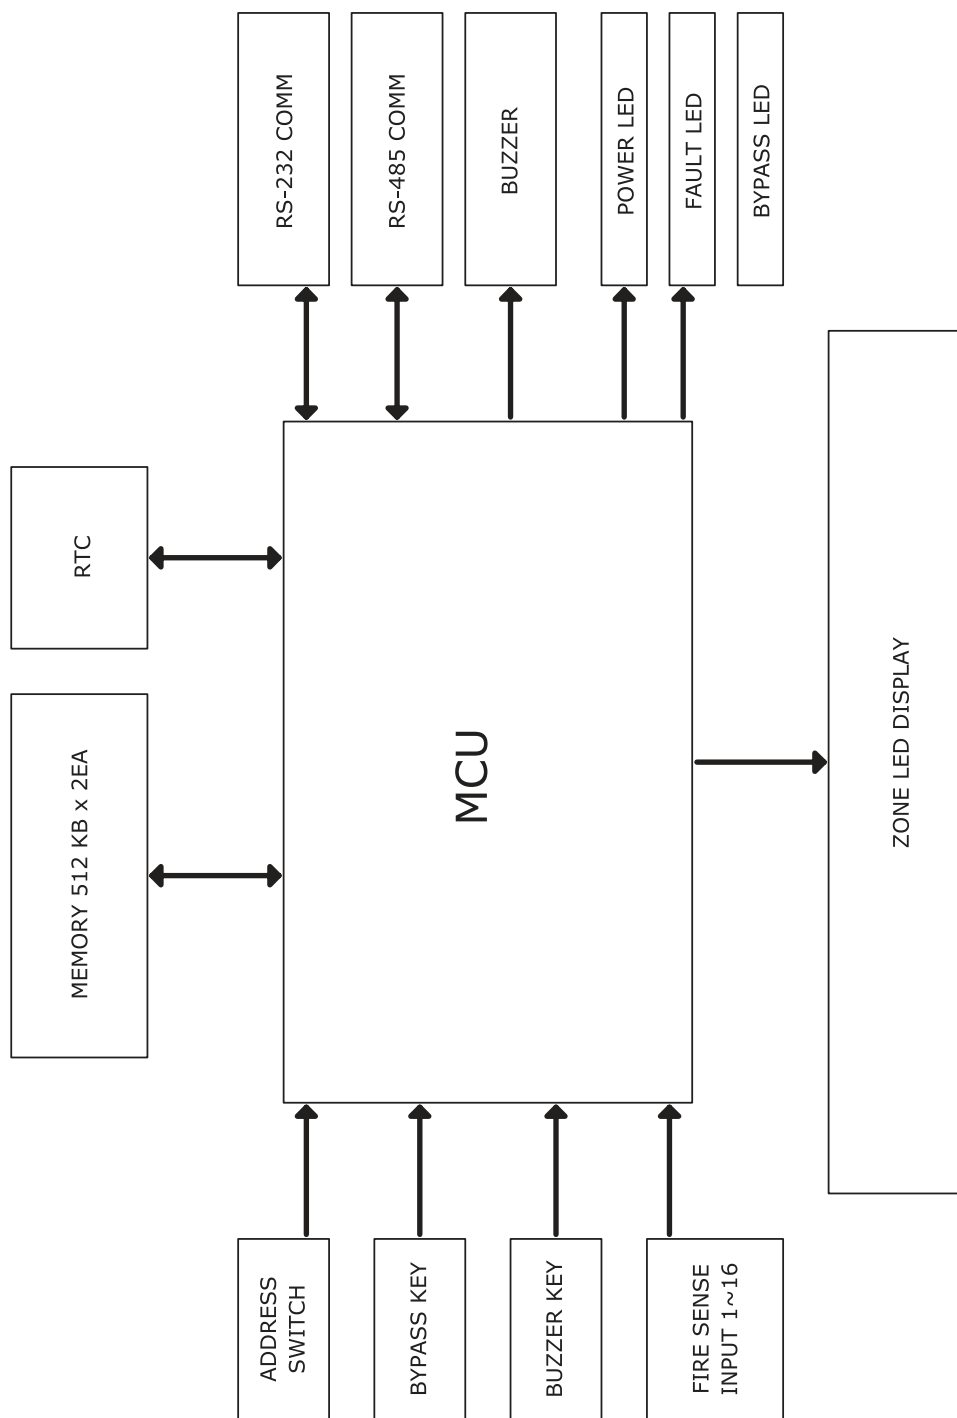 RS-232 COMM
RS-485 COMM
BUZZER
POWER LED
FAULT LED
BYPASS LED
RTC
MEMORY 512 KB x 2EA
MCU
ZONE LED DISPLAY
ADDRESS
SWITCH
BYPASS KEY
BUZZER KEY
FIRE SENSE
INPUT 1~16